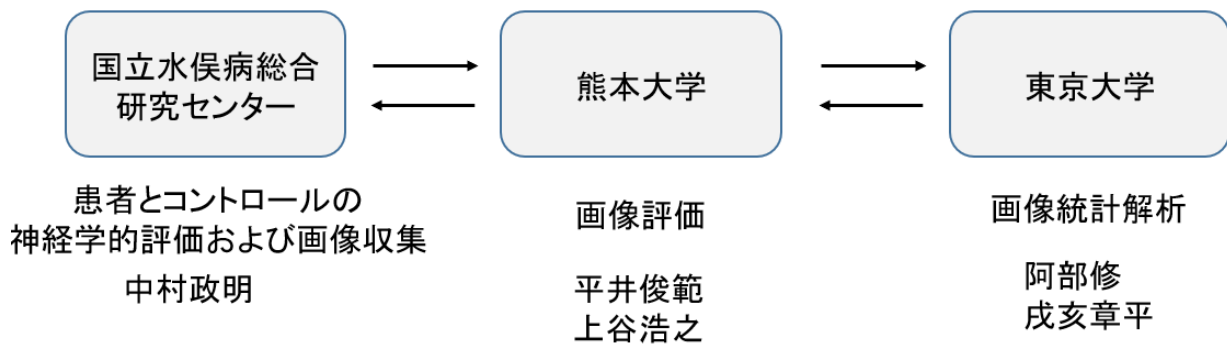 国立水俣病総合
研究センター
熊本大学
東京大学
患者とコントロールの
神経学的評価および画像収集
中村政明
画像評価
平井俊範
上谷浩之
画像統計解析
阿部修
戌亥章平